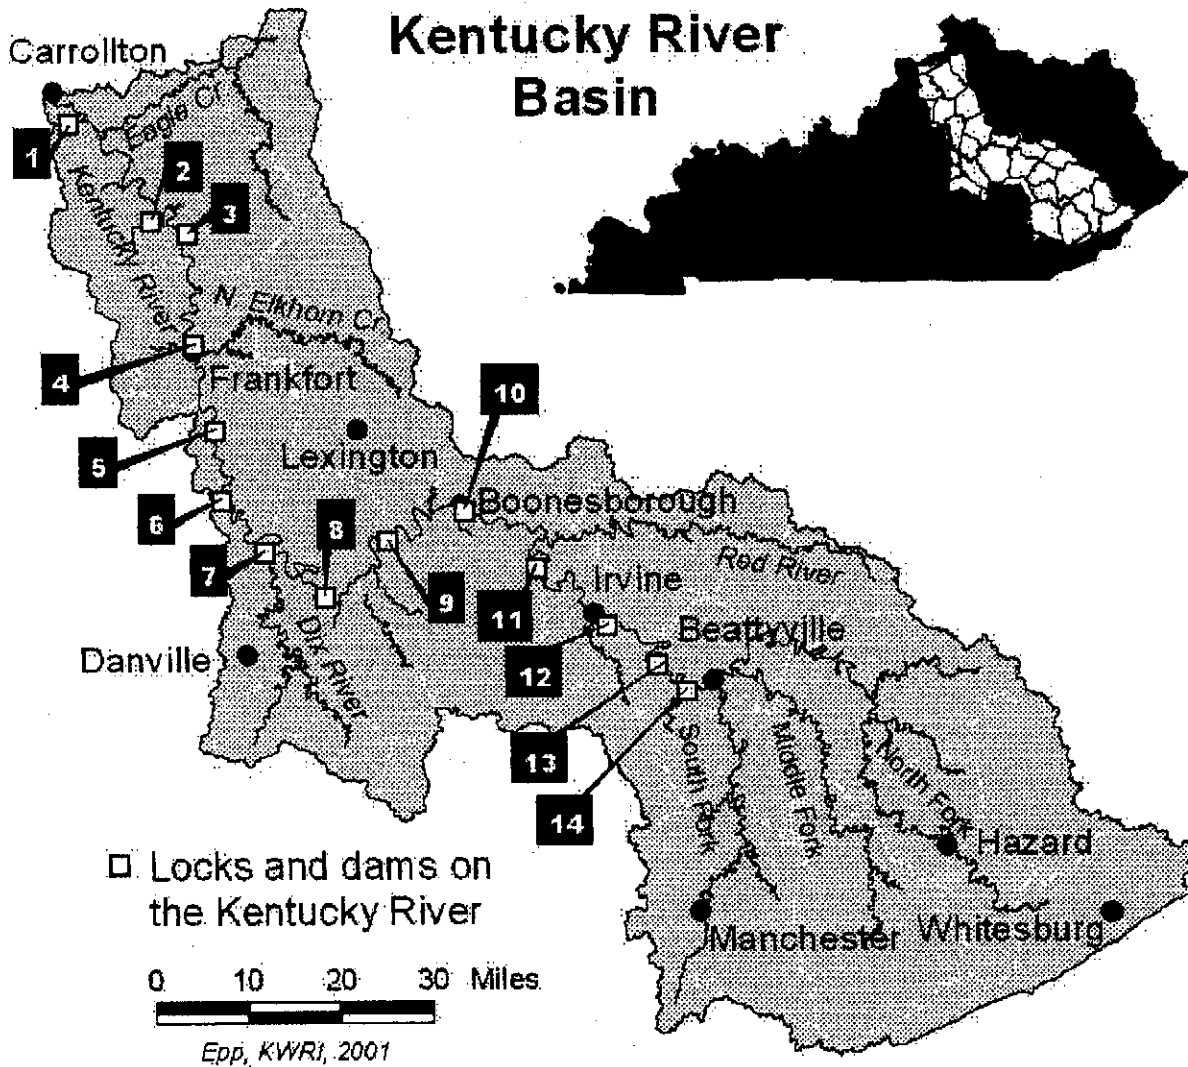 Kentucky River
Basin
Carrollton
Eagle Cr
1
2
3
Kentucky River
N. Elkhorn Cr
4
Frankfort
10
5
Lexington
Boonesborough
6
8
7
9
Red River
11
Irvine
Dix River
Beattyville
Danville
12
13
South Fork
Middle Fork
North Fork
14
Hazard
Locks and dams on
the Kentucky River
Manchester
Whitesburg
0 10 20 30 Miles
Epp, KWRI, 2001